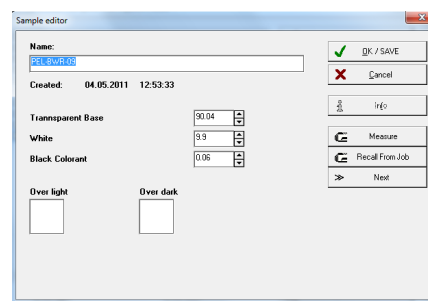 Sample editor
Name:
PEL-BWR-09
Created: 04.05.2011 12:53:33
Trannsparent Base 90.04
White 9.9
Black Colorant 0.06
Over light Over dark
OK / SAVE
Cancel
Info
Measure
Recall From Job
Next